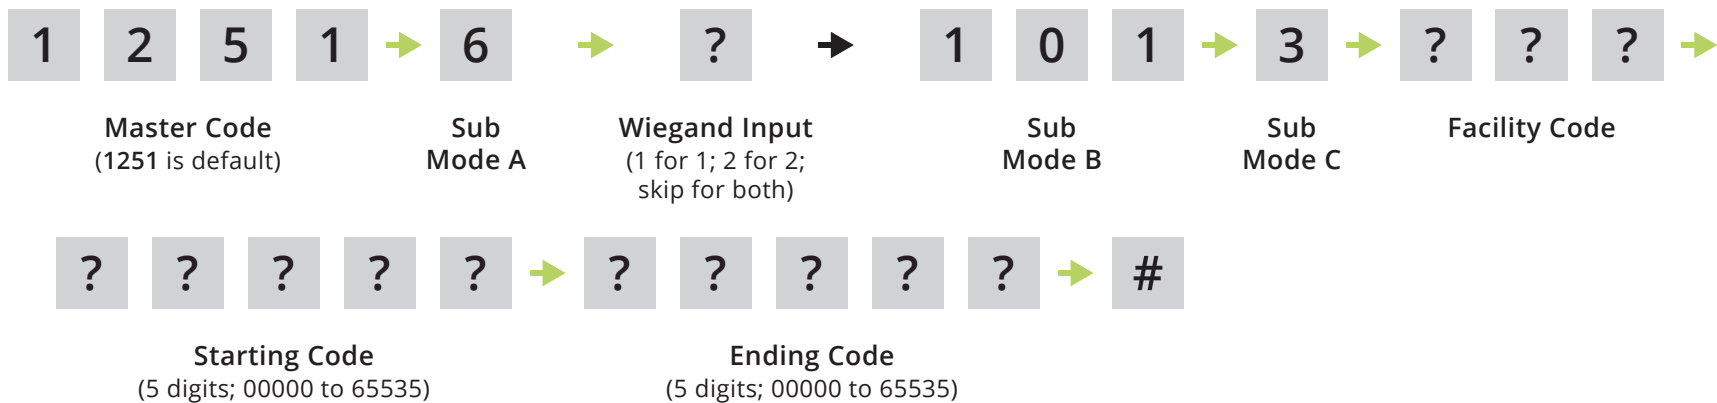 1 2 5 1 6 ? 1 0 1 3 ? ? ?
Master Code Sub Wiegand Input Sub Sub Facility Code
(1251 is default) Mode A (1 for 1; 2 for 2; Mode B Mode C
skip for both)
? ? ? ? ? ? ? ? ? ? #
Starting Code Ending Code
(5 digits; 00000 to 65535) (5 digits; 00000 to 65535)